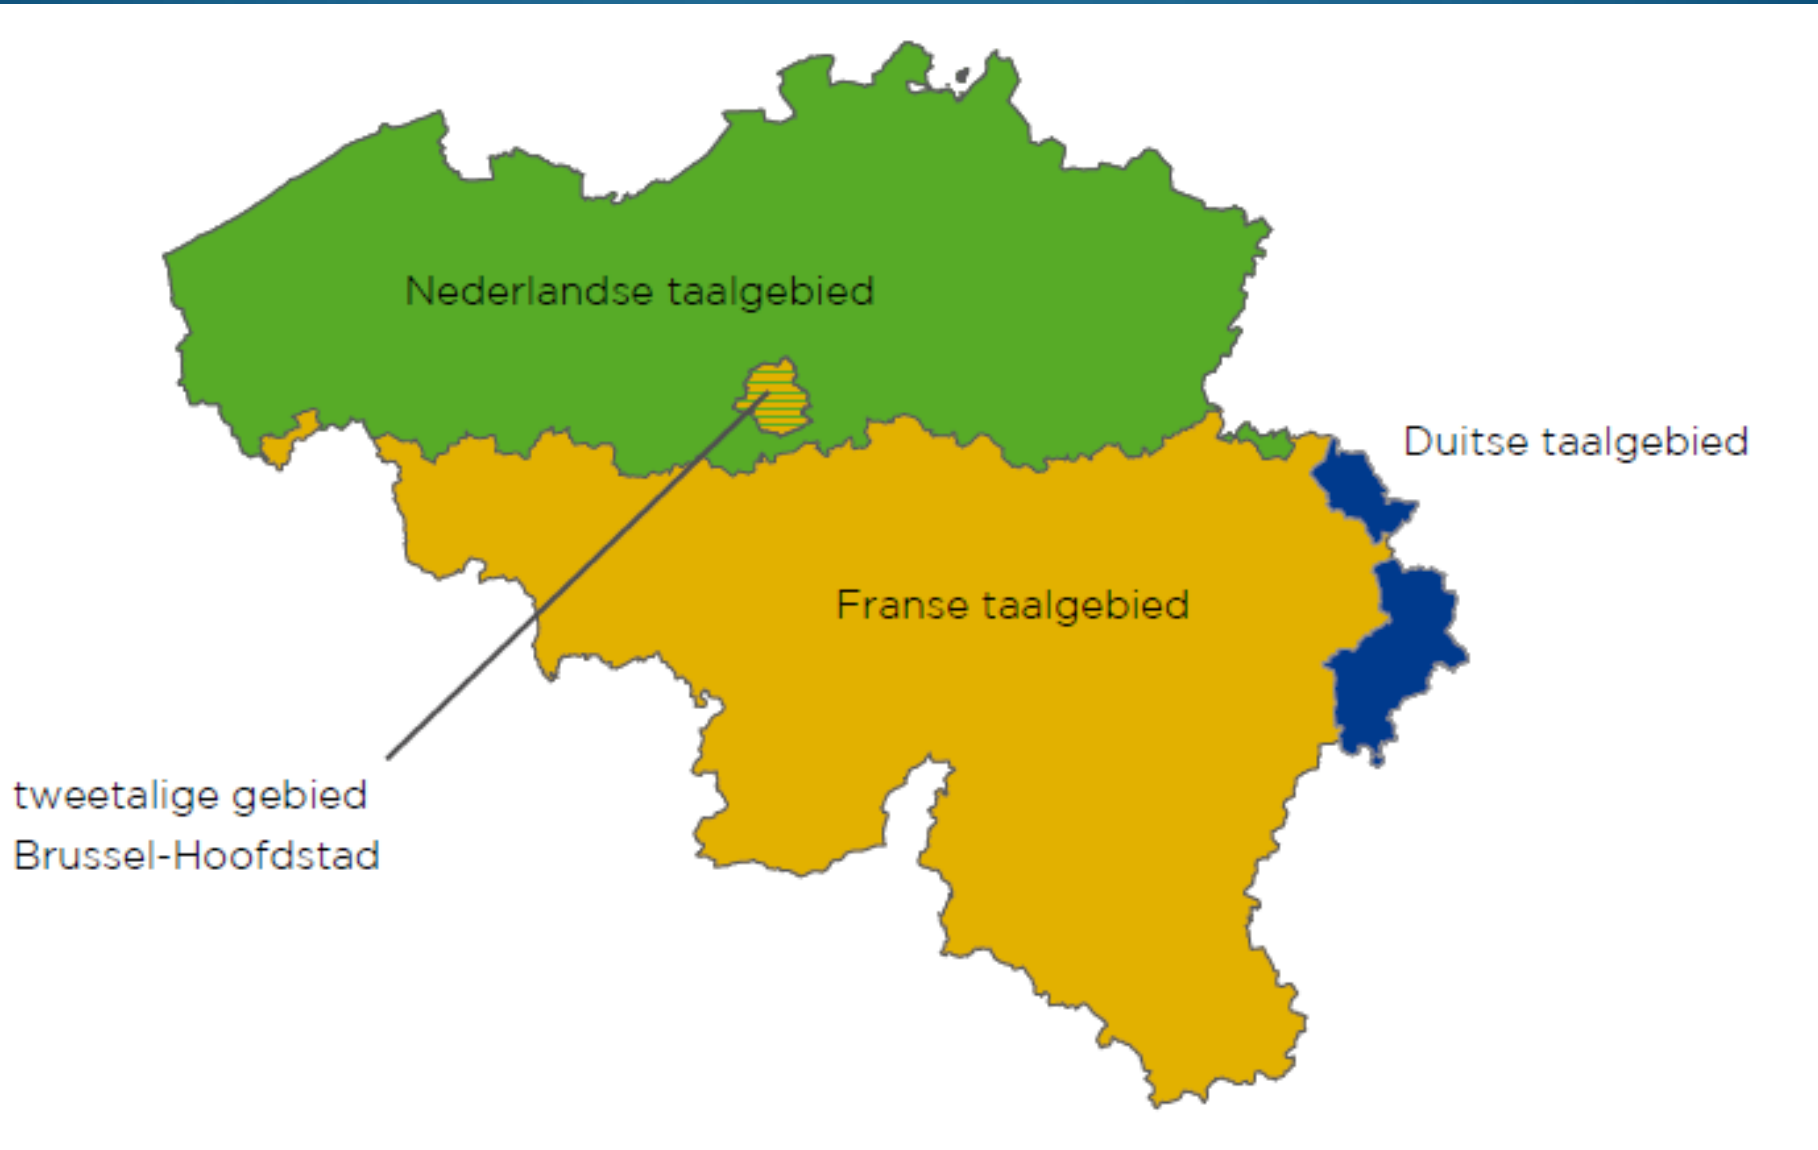 Nederlandse taalgebied
Duitse taalgebied
Franse taalgebied
tweetalige gebied
Brussel-Hoofdstad